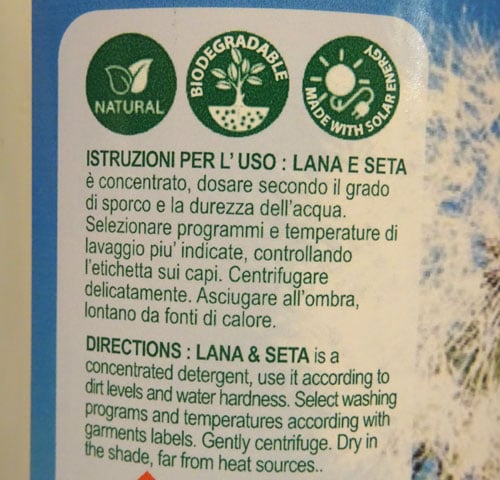 NATURAL
BIODEGRADABLE
MADE WITH SOLAR ENERGY
ISTRUZIONI PER L' USO : LANA E SETA
è concentrato, dosare secondo il grado
di sporco e la durezza dell'acqua.
Selezionare programmi e temperature di
lavaggio piu' indicate, controllando
l'etichetta sui capi. Centrifugare
delicatamente. Asciugare all'ombra,
lontano da fonti di calore.
DIRECTIONS : LANA & SETA is a
concentrated detergent, use it according to
dirt levels and water hardness. Select washing
programs and temperatures according with
garments labels. Gently centrifuge. Dry in
the shade, far from heat sources..